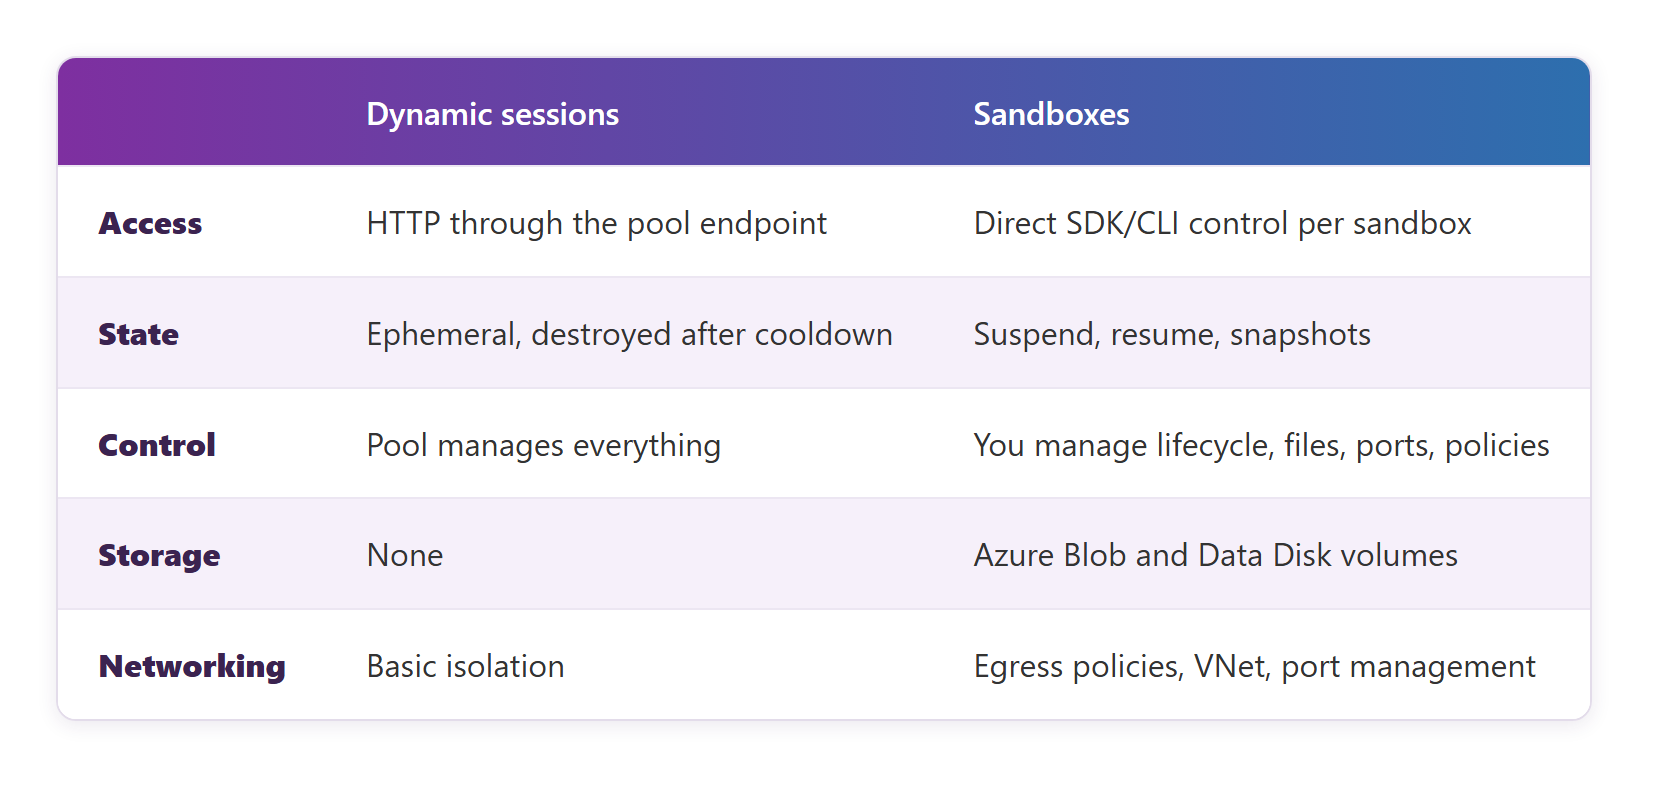 Dynamic sessions Sandboxes
Access HTTP through the pool endpoint Direct SDK/CLI control per sandbox
State Ephemeral, destroyed after cooldown Suspend, resume, snapshots
Control Pool manages everything You manage lifecycle, files, ports, policies
Storage None Azure Blob and Data Disk volumes
Networking Basic isolation Egress policies, VNet, port management